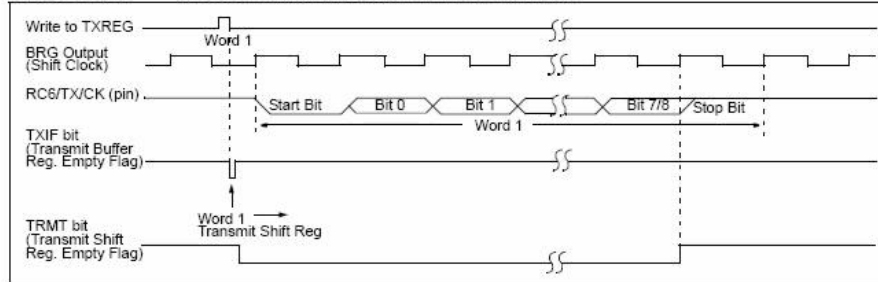 Write to TXREG
Word 1
BRG Output
(Shift Clock)
RC6/TX/CK (pin)
Start Bit
Bit 0
Bit 1
Bit 7/8
Stop Bit
Word 1
TXIF bit
(Transmit Buffer
Reg. Empty Flag)
Word 1
Transmit Shift Reg
TRMT bit
(Transmit Shift
Reg. Empty Flag)